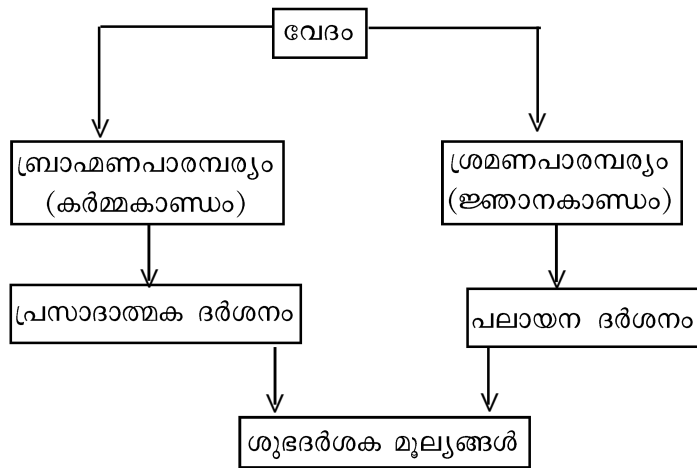 വേദം
ബ്രാഹ്മണപാരമ്പര്യം
(കർമ്മകാണ്ഡം)
ശ്രമണപാരമ്പര്യം
(ജ്ഞാനകാണ്ഡം)
പ്രസാദാത്മക ദർശനം
പലായന ദർശനം
ശുഭദർശക മൂല്യങ്ങൾ